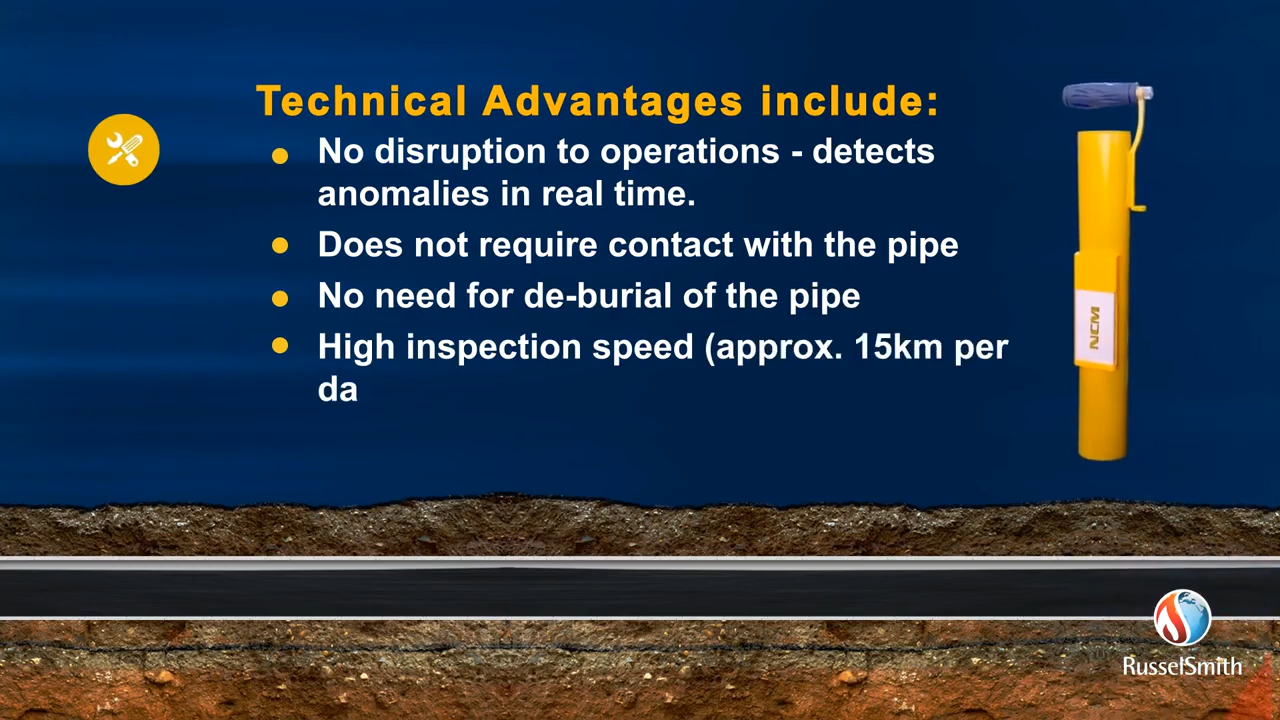 Technical Advantages include:
No disruption to operations - detects
anomalies in real time.
Does not require contact with the pipe
No need for de-burial of the pipe
High inspection speed (approx. 15km per
da
NCM
RusselSmith